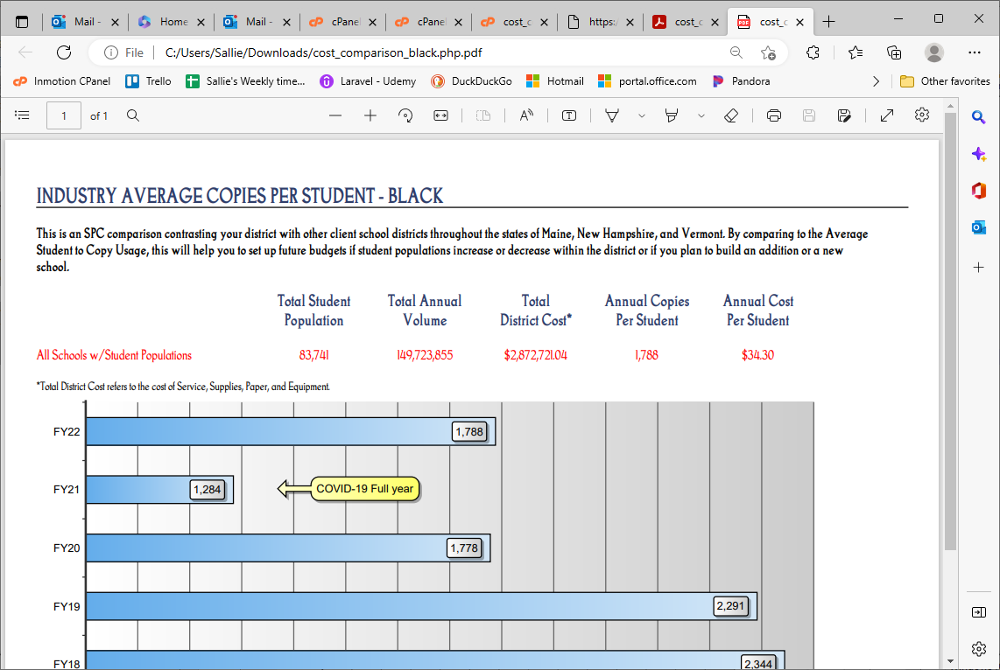 Mail -
Home
Mail -
cPanel
cPanel
cost_c
https:/
cost_c
cost_c
File
C:/Users/Sallie/Downloads/cost_comparison_black.php.pdf
Inmotion CPanel
Trello
Sallie's Weekly time...
Laravel - Udemy
DuckDuckGo
Hotmail
portal.office.com
Pandora
Other favorites
1 of 1
INDUSTRY AVERAGE COPIES PER STUDENT - BLACK
This is an SPC comparison contrasting your district with other client school districts throughout the states of Maine, New Hampshire, and Vermont. By comparing to the Average
Student to Copy Usage, this will help you to set up future budgets if student populations increase or decrease within the district or if you plan to build an addition or a new
school.
Total Student Population
Total Annual Volume
Total District Cost*
Annual Copies Per Student
Annual Cost Per Student
All Schools w/Student Populations 83,741 149,723,855 $2,872,721.04 1,788 $34.30
*Total District Cost refers to the cost of Service, Supplies, Paper, and Equipment.
FY22 1,788
FY21 1,284 COVID-19 Full year
FY20 1,778
FY19 2,291
FY18 2,344